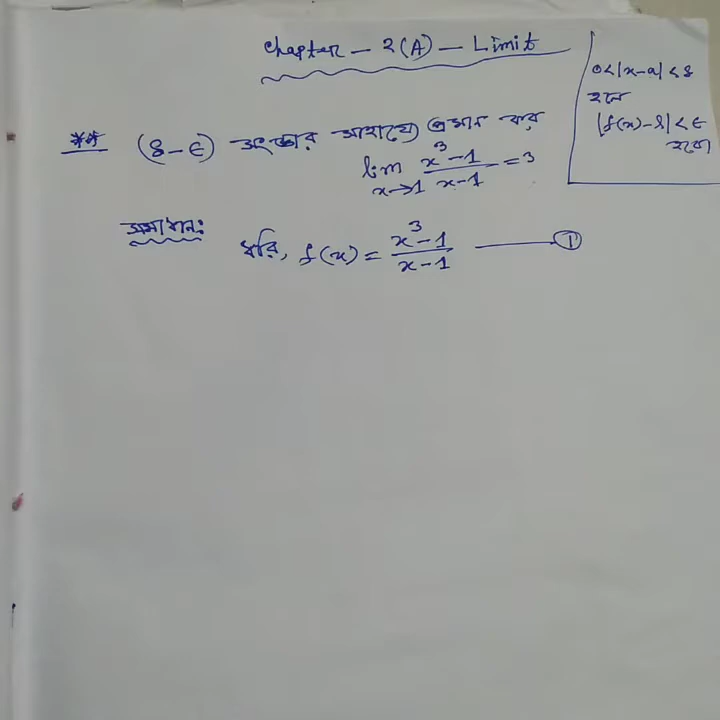 Chapter - 2(A) - Limit
0<|x-a|<δ
হলে
|f(x)-l|<ϵ
হবে।
** (δ-ϵ) সংজ্ঞার সাহায্যে প্রমান কর
lim x→1 x³-1/x-1 = 3
সমাধান:
ধরি, f(x) = x³-1/x-1 —— ①